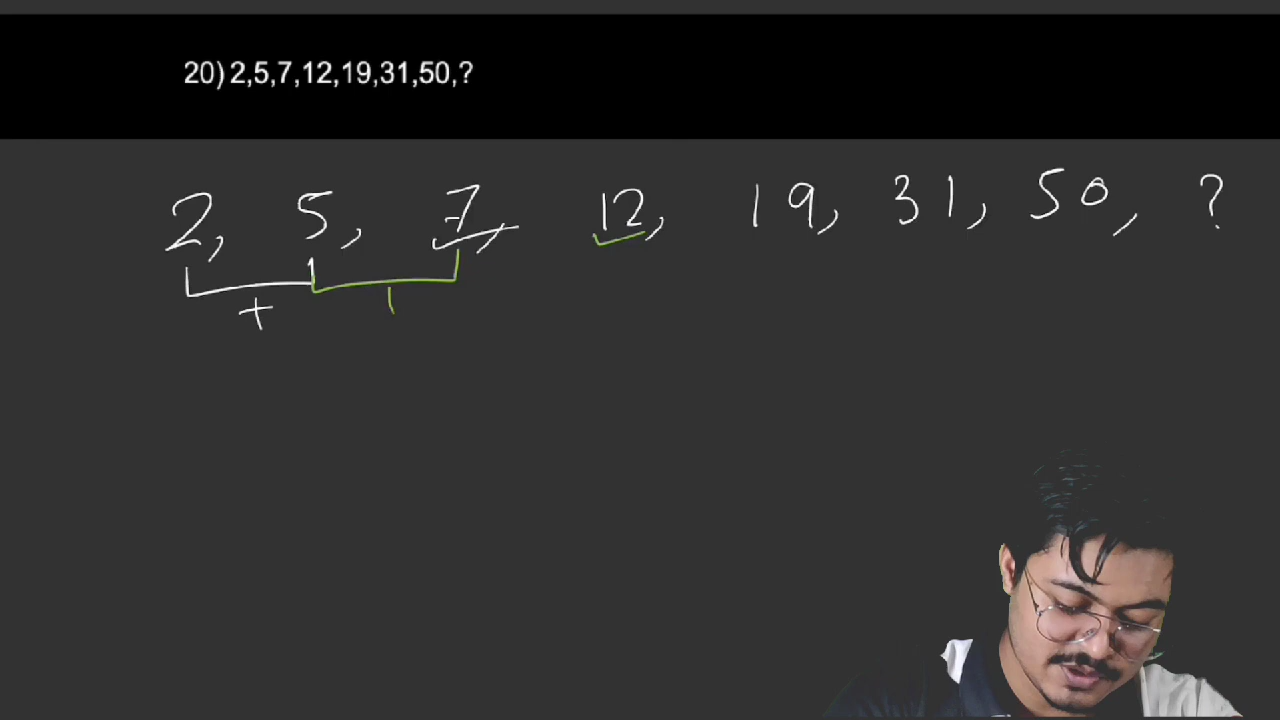 20) 2,5,7,12,19,31,50,?
2, 5, 7, 12, 19, 31, 50, ?
+